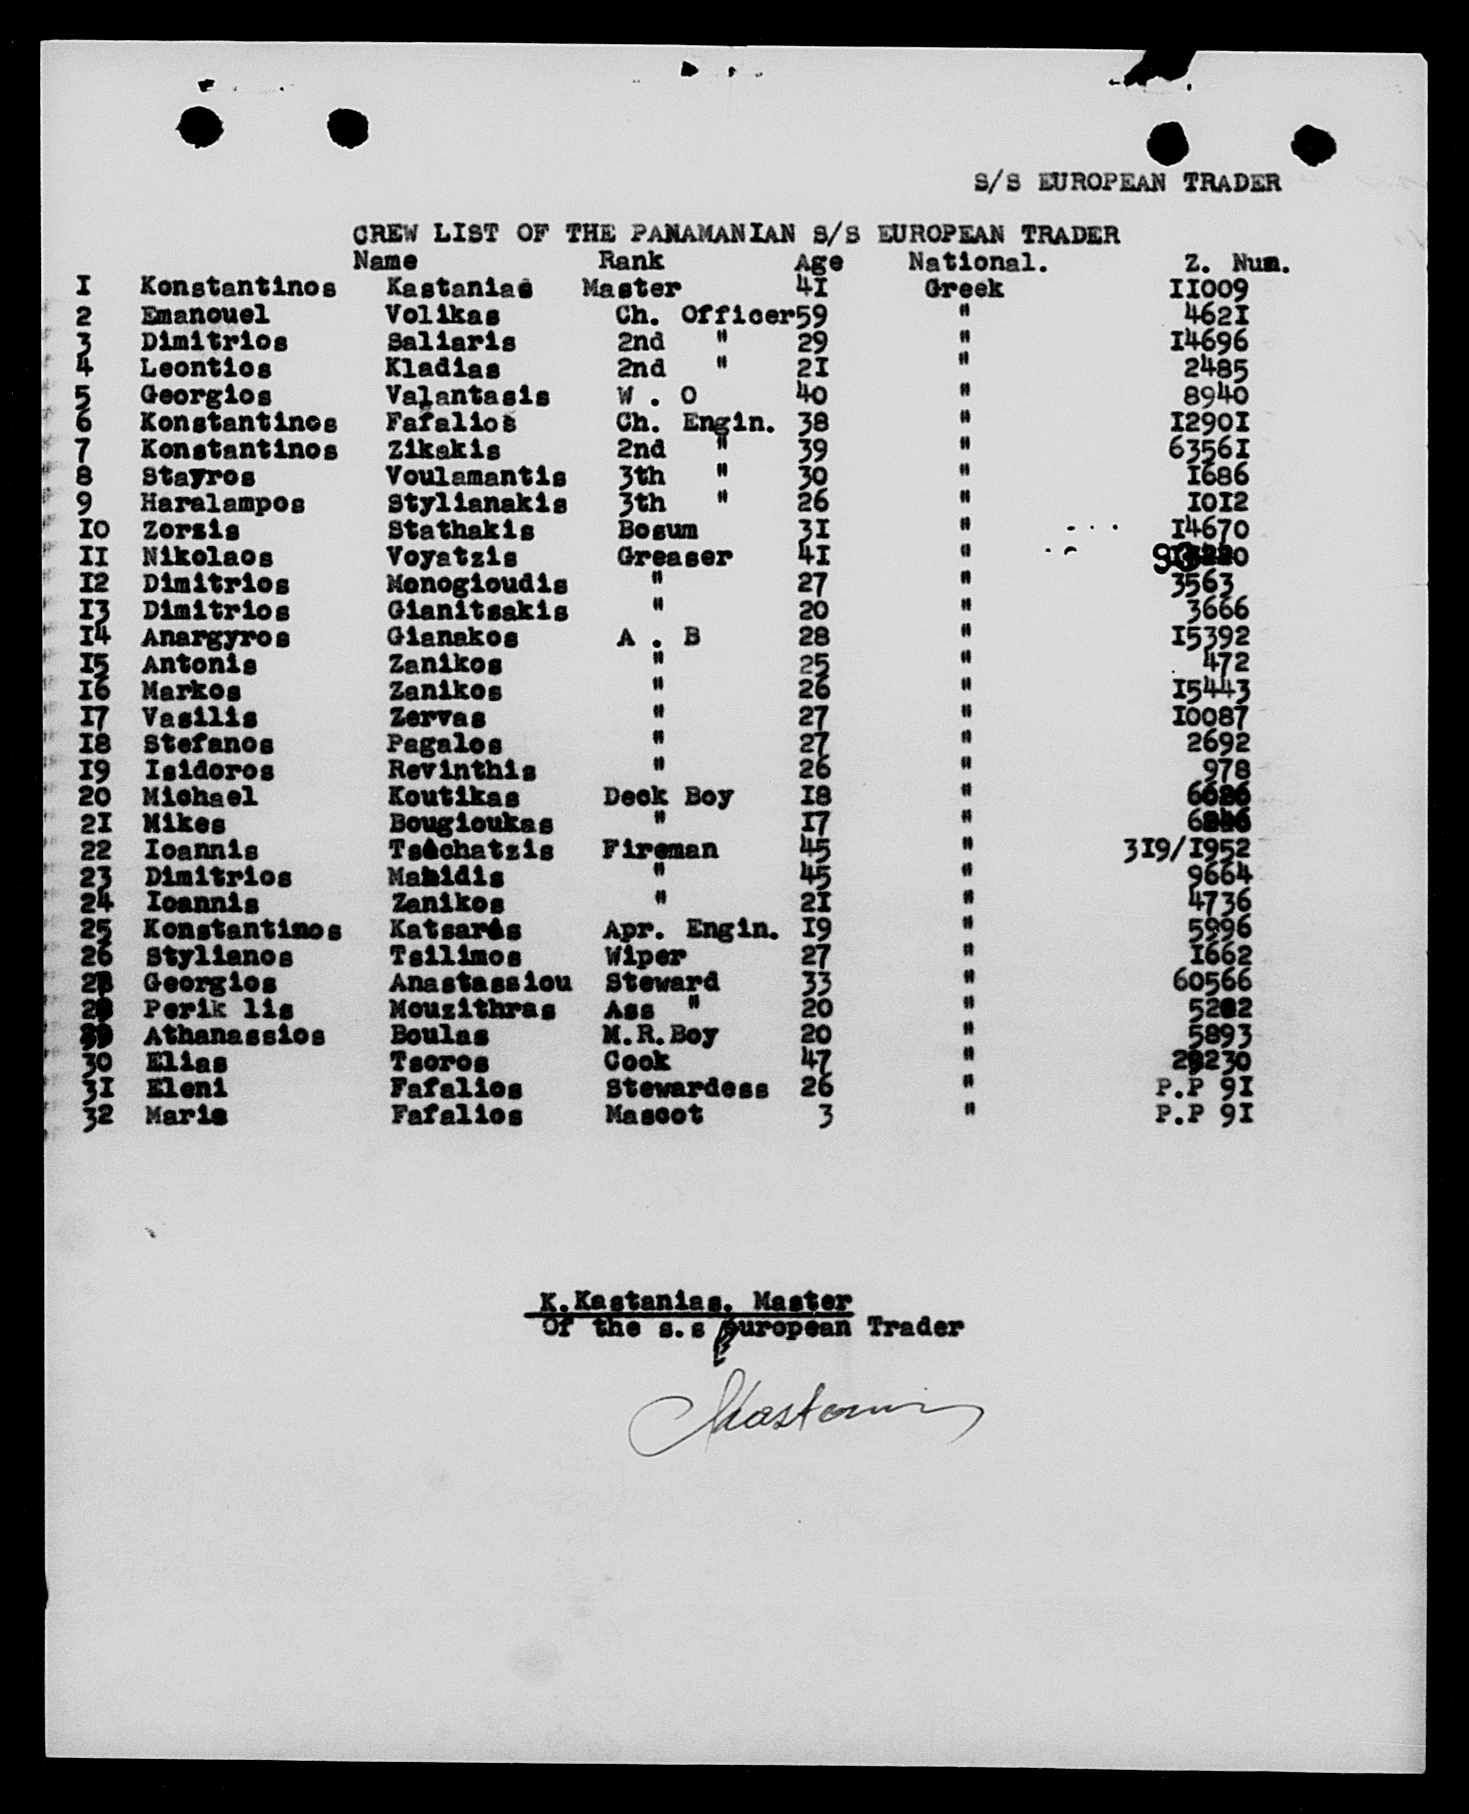 S/S EUROPEAN TRADER
CREW LIST OF THE PANAMANIAN S/S EUROPEAN TRADER
Name Rank Age National. Z. Num.
I Konstantinos Kastanias Master 4I Greek II009
2 Emanouel Volikas Ch. Officer59 " 462I
3 Dimitrios Saliaris 2nd " 29 " I4696
4 Leontios Kladias 2nd " 2I " 2485
5 Georgios Valantasis W . O 40 " 8940
6 Konstantinos Fafalios Ch. Engin. 38 " I290I
7 Konstantinos Zikakis 2nd " 39 " 6356I
8 Stayros Voulamantis 3th " 30 " I686
9 Haralampos Stylianakis 3th " 26 " I0I2
IO Zorzis Stathakis Bosum 3I " I4670
II Nikolaos Voyatzis Greaser 4I "
I2 Dimitrios Monogioudis " 27 " 3563
I3 Dimitrios Gianitsakis " 20 " 3666
I4 Anargyros Gianakos A . B 28 " I5392
I5 Antonis Zanikos " 25 " 472
I6 Markos Zanikos " 26 " I5443
I7 Vasilis Zervas " 27 " I0087
I8 Stefanos Pagalos " 27 " 2692
I9 Isidoros Revinthis " 26 " 978
20 Michael Koutikas Deck Boy I8 "
2I Mikes Bougioukas " I7 "
22 Ioannis Tsachatzis Fireman 45 " 3I9/I952
23 Dimitrios Mamidis " 45 " 9664
24 Ioannis Zanikos " 2I " 4736
25 Konstantinos Katsarós Apr. Engin. I9 " 5996
26 Stylianos Tsilimos Wiper 27 " I662
Georgios Anastassiou Steward 33 " 60566
Perik lis Mouzithras Ass " 20 "
Athanassios Boulas M.R.Boy 20 " 5893
30 Elias Tsoros Cook 47 "
3I Eleni Fafalios Stewardess 26 " P.P 9I
32 Maria Fafalios Mascot 3 " P.P 9I
K.Kastanias. Master
Of the s.s European Trader